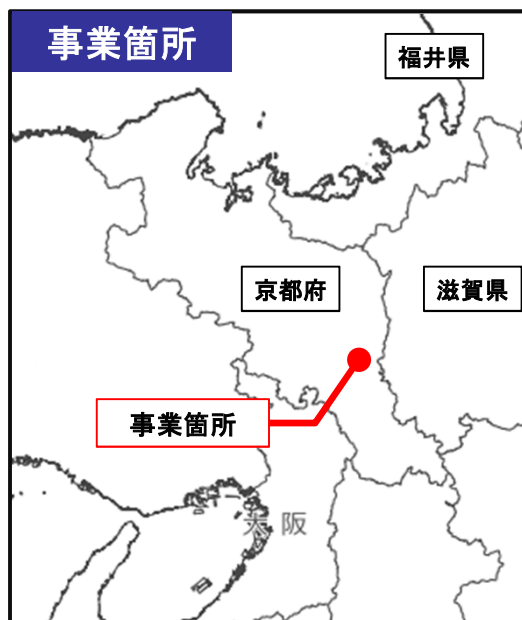 事業箇所
福井県
京都府
滋賀県
事業箇所
大阪